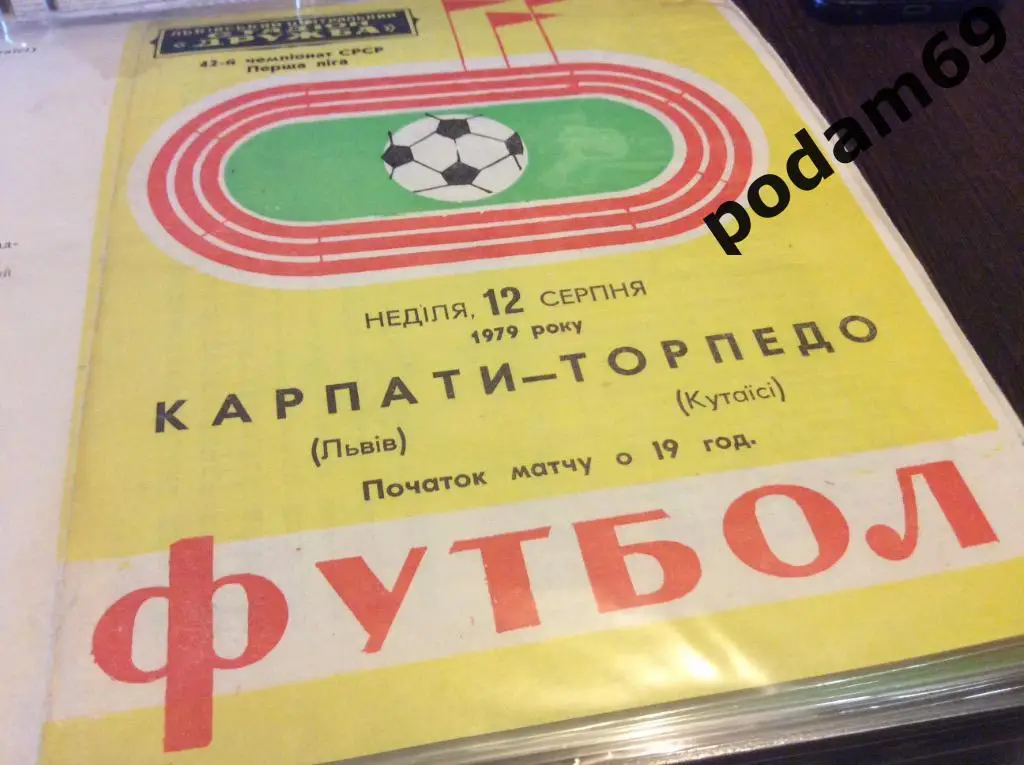 ЛЬВІВСЬКИЙ ЦЕНТРАЛЬНИЙ
СТАДІОН
«ДРУЖБА»
42-й чемпіонат СРСР
Перша ліга
НЕДІЛЯ, 12 СЕРПНЯ
1979 року
КАРПАТИ—ТОРПЕДО
(Львів) (Кутаїсі)
Початок матчу о 19 год.
ФУТБОЛ
podam69